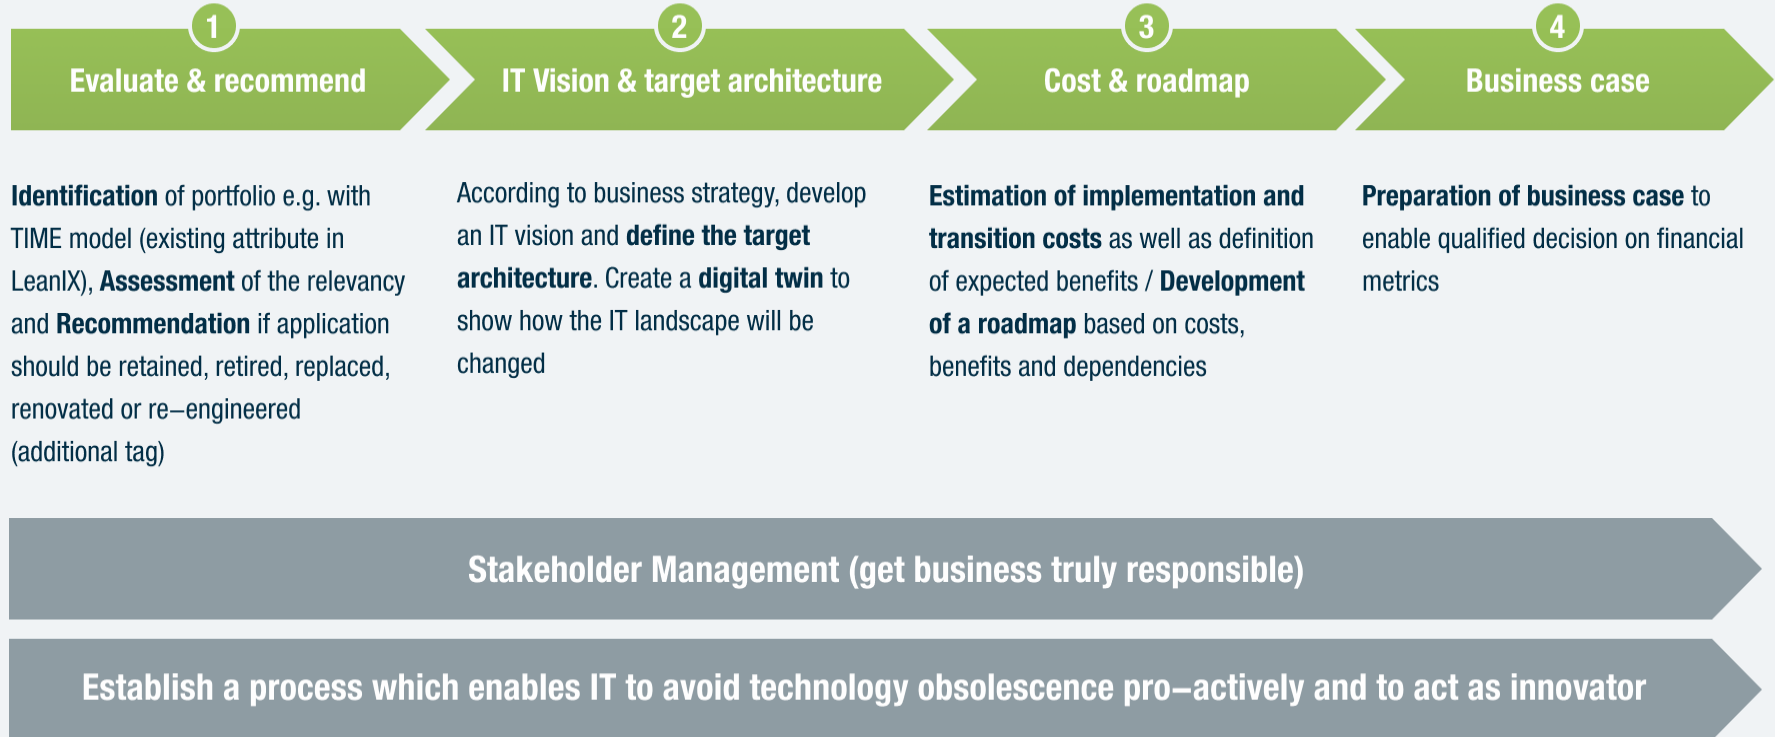 1
Evaluate & recommend
2
IT Vision & target architecture
3
Cost & roadmap
4
Business case
Identification of portfolio e.g. with
TIME model (existing attribute in
LeanIX), Assessment of the relevancy
and Recommendation if application
should be retained, retired, replaced,
renovated or re–engineered
(additional tag)
According to business strategy, develop
an IT vision and define the target
architecture. Create a digital twin to
show how the IT landscape will be
changed
Estimation of implementation and
transition costs as well as definition
of expected benefits / Development
of a roadmap based on costs,
benefits and dependencies
Preparation of business case to
enable qualified decision on financial
metrics
Stakeholder Management (get business truly responsible)
Establish a process which enables IT to avoid technology obsolescence pro–actively and to act as innovator